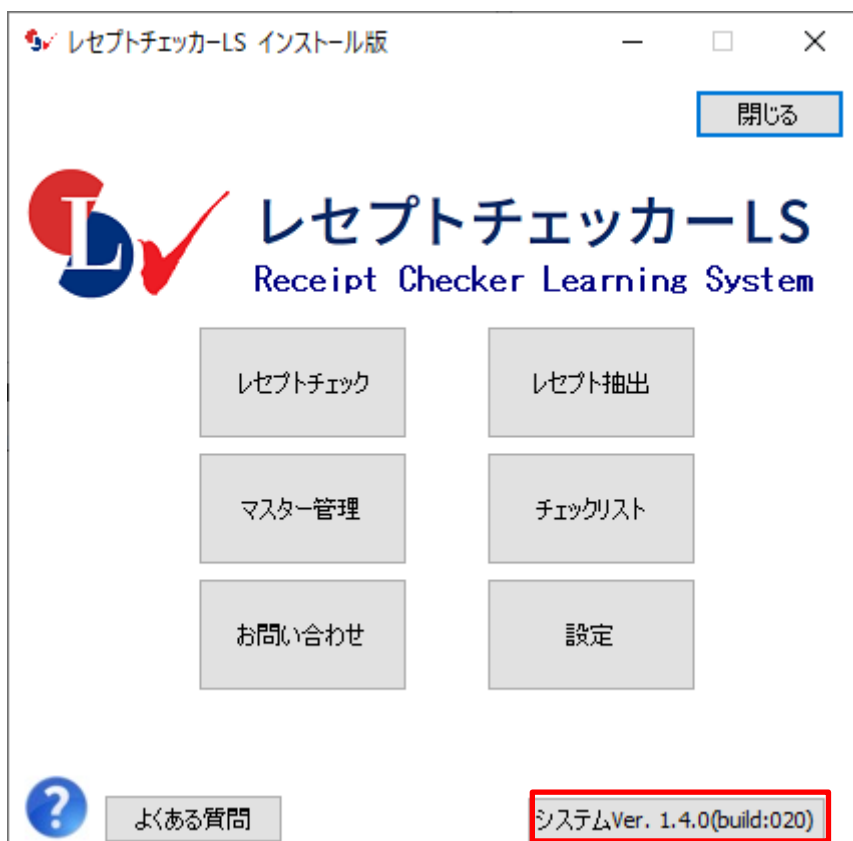 レセプトチェッカーLS インストール版
閉じる
L
レセプトチェッカーLS
Receipt Checker Learning System
レセプトチェック
レセプト抽出
マスター管理
チェックリスト
お問い合わせ
設定
?
よくある質問
システムVer. 1.4.0(build:020)